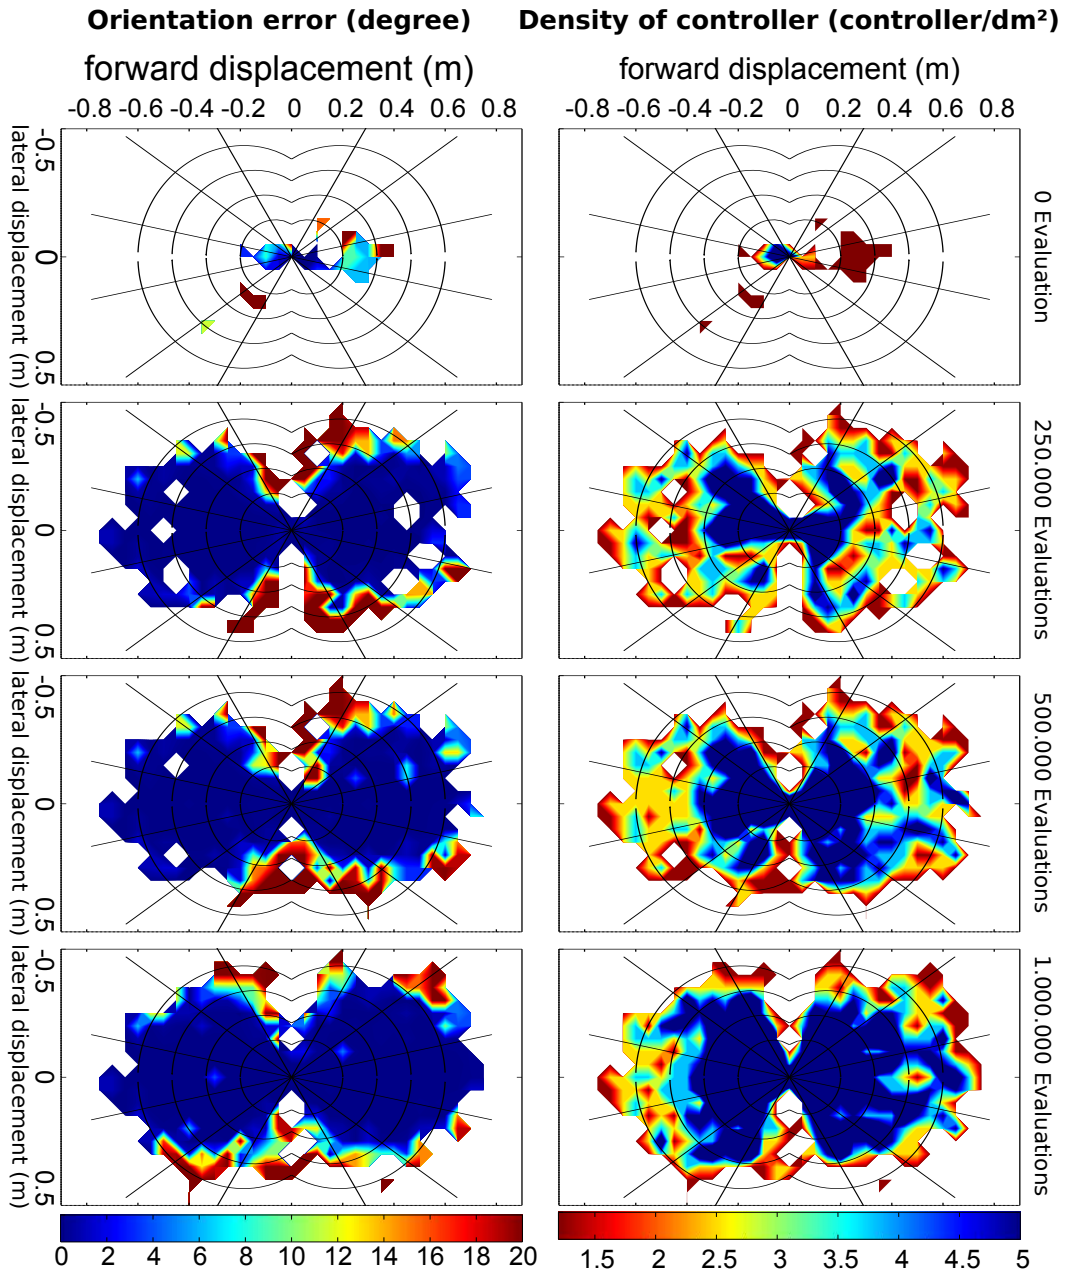 Orientation error (degree) Density of controller (controller/dm²)
forward displacement (m) forward displacement (m)
-0.8 -0.6 -0.4 -0.2 0 0.2 0.4 0.6 0.8 -0.8 -0.6 -0.4 -0.2 0 0.2 0.4 0.6 0.8
lateral displacement (m)
-0.5 0 0.5
0 Evaluation
lateral displacement (m)
-0.5 0 0.5
250.000 Evaluations
lateral displacement (m)
-0.5 0 0.5
500.000 Evaluations
lateral displacement (m)
-0.5 0 0.5
1.000.000 Evaluations
0 2 4 6 8 10 12 14 16 18 20 1.5 2 2.5 3 3.5 4 4.5 5